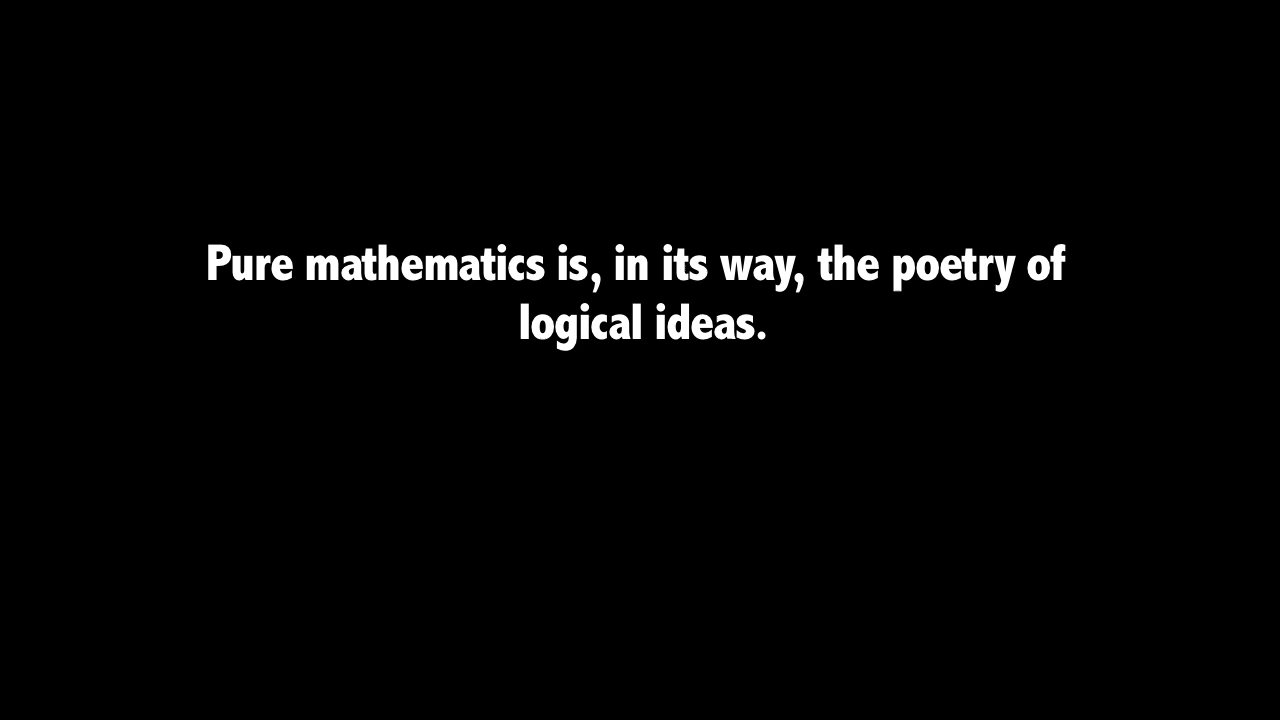 Pure mathematics is, in its way, the poetry of
logical ideas.